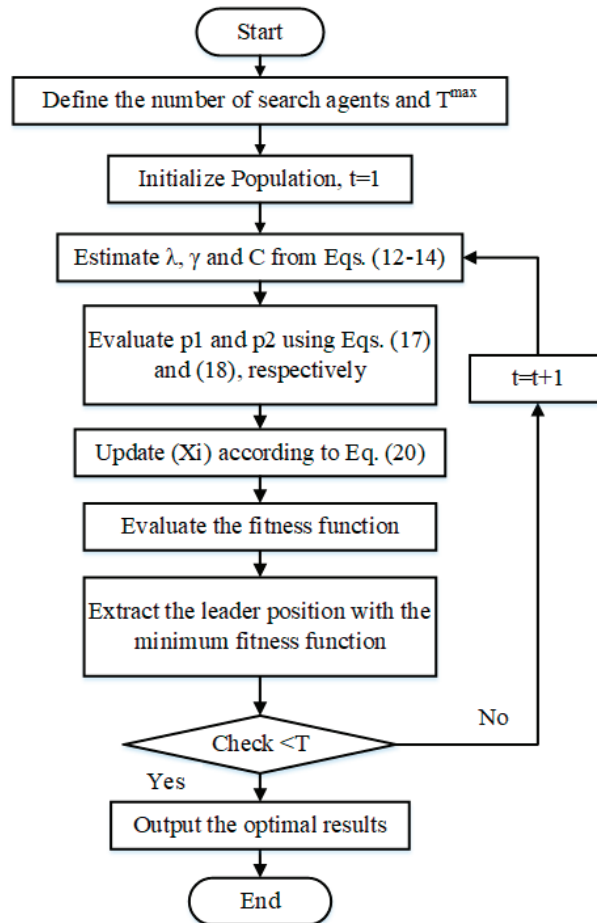 Start
Define the number of search agents and T^max
Initialize Population, t=1
Estimate λ, γ and C from Eqs. (12-14)
Evaluate p1 and p2 using Eqs. (17)
and (18), respectively
t=t+1
Update (Xi) according to Eq. (20)
Evaluate the fitness function
Extract the leader position with the
minimum fitness function
No
Check <T
Yes
Output the optimal results
End